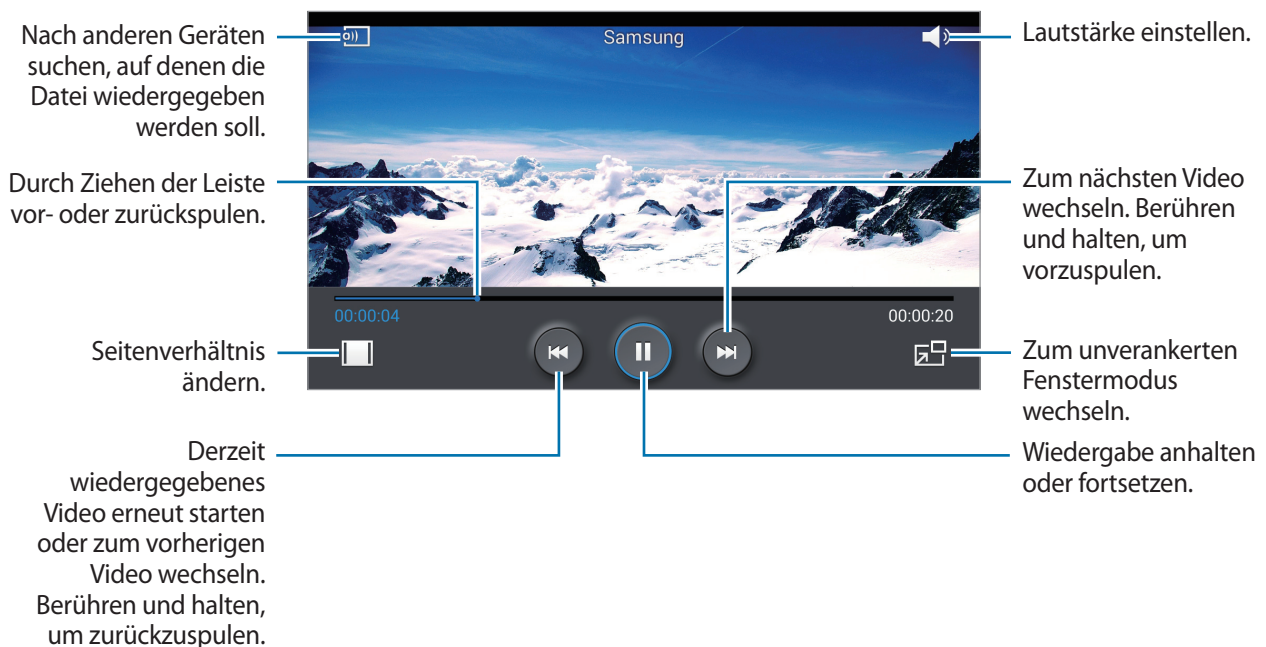 Nach anderen Geräten
suchen, auf denen die
Datei wiedergegeben
werden soll.
Durch Ziehen der Leiste
vor- oder zurückspulen.
Seitenverhältnis
ändern.
Derzeit
wiedergegebenes
Video erneut starten
oder zum vorherigen
Video wechseln.
Berühren und halten,
um zurückzuspulen.
Samsung
00:00:04
00:00:20
Lautstärke einstellen.
Zum nächsten Video
wechseln. Berühren
und halten, um
vorzuspulen.
Zum unverankerten
Fenstermodus
wechseln.
Wiedergabe anhalten
oder fortsetzen.